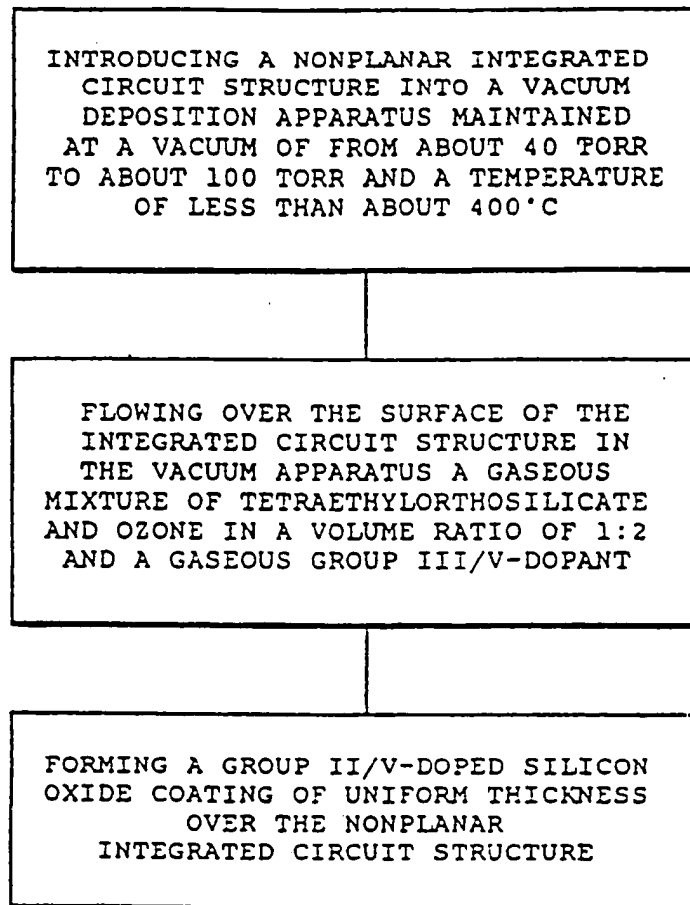 INTRODUCING A NONPLANAR INTEGRATED
CIRCUIT STRUCTURE INTO A VACUUM
DEPOSITION APPARATUS MAINTAINED
AT A VACUUM OF FROM ABOUT 40 TORR
TO ABOUT 100 TORR AND A TEMPERATURE
OF LESS THAN ABOUT 400°C
FLOWING OVER THE SURFACE OF THE
INTEGRATED CIRCUIT STRUCTURE IN
THE VACUUM APPARATUS A GASEOUS
MIXTURE OF TETRAETHYLORTHOSILICATE
AND OZONE IN A VOLUME RATIO OF 1:2
AND A GASEOUS GROUP III/V-DOPANT
FORMING A GROUP II/V-DOPED SILICON
OXIDE COATING OF UNIFORM THICKNESS
OVER THE NONPLANAR
INTEGRATED CIRCUIT STRUCTURE